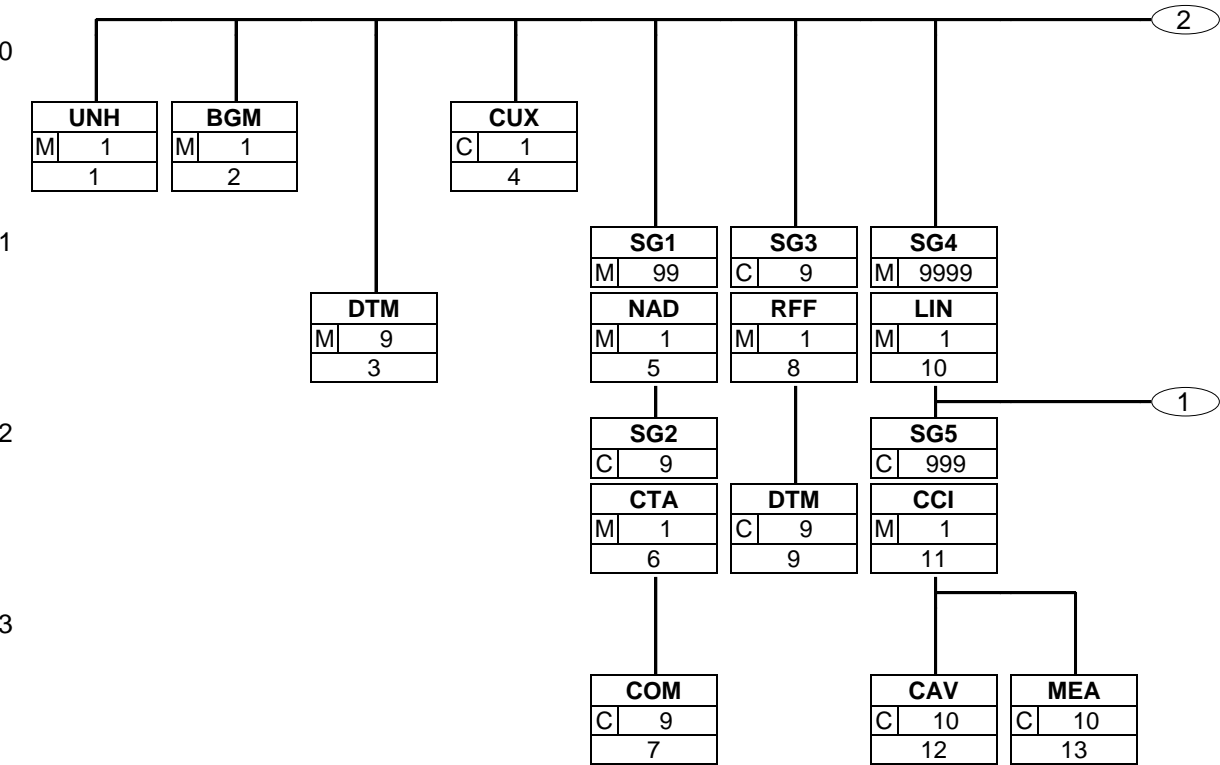 2
0
UNH
M 1
1
BGM
M 1
2
CUX
C 1
4
1
SG1
M 99
SG3
C 9
SG4
M 9999
DTM
M 9
3
NAD
M 1
5
RFF
M 1
8
LIN
M 1
10
1
2
SG2
C 9
SG5
C 999
CTA
M 1
6
DTM
C 9
9
CCI
M 1
11
3
COM
C 9
7
CAV
C 10
12
MEA
C 10
13